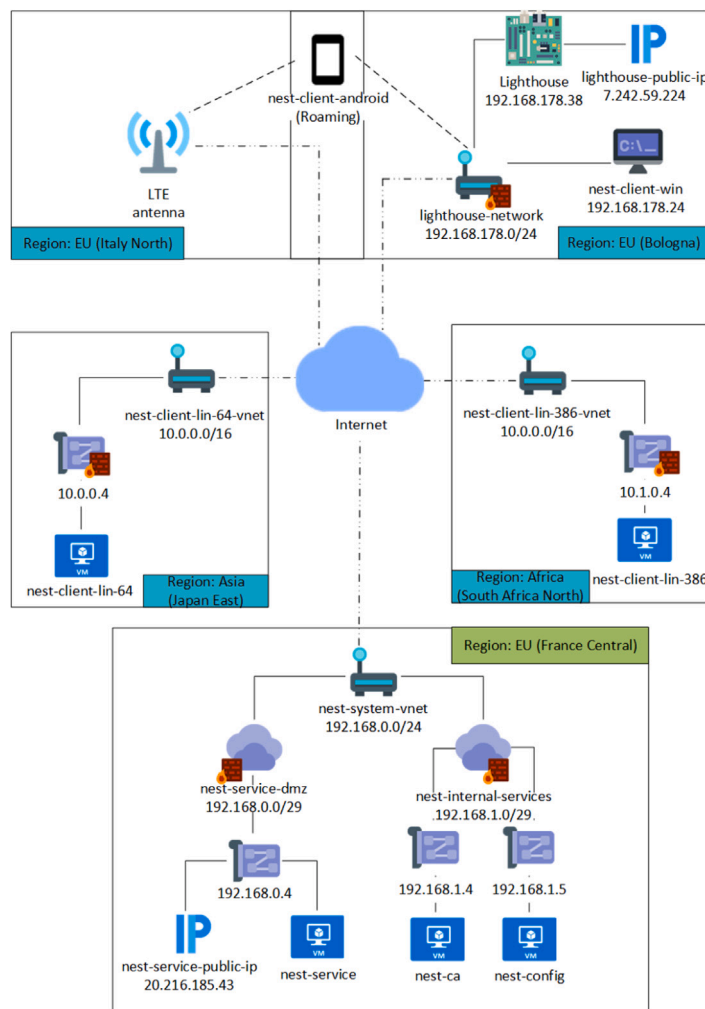 nest-client-android
(Roaming)
LTE
antenna
Lighthouse
192.168.178.38
IP
lighthouse-public-ip
7.242.59.224
C:\_
nest-client-win
192.168.178.24
lighthouse-network
192.168.178.0/24
Region: EU (Italy North)
Region: EU (Bologna)
Internet
nest-client-lin-64-vnet
10.0.0.0/16
10.0.0.4
VM
nest-client-lin-64
Region: Asia
(Japan East)
nest-client-lin-386-vnet
10.0.0.0/16
10.1.0.4
VM
nest-client-lin-386
Region: Africa
(South Africa North)
Region: EU (France Central)
nest-system-vnet
192.168.0.0/24
nest-service-dmz
192.168.0.0/29
nest-internal-services
192.168.1.0/29
192.168.0.4
192.168.1.4
192.168.1.5
IP
nest-service-public-ip
20.216.185.43
VM
nest-service
VM
nest-ca
VM
nest-config